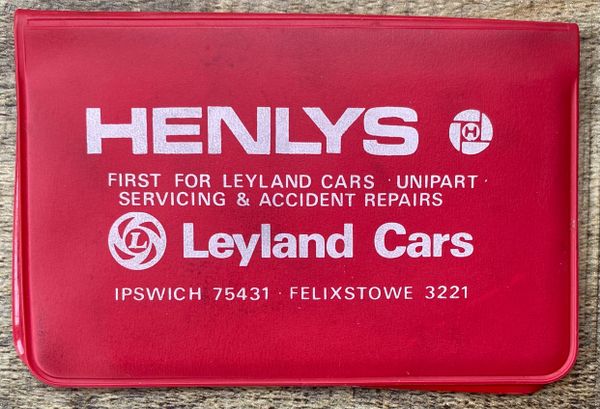 HENLYS H
FIRST FOR LEYLAND CARS · UNIPART ·
SERVICING & ACCIDENT REPAIRS
L Leyland Cars
IPSWICH 75431 · FELIXSTOWE 3221